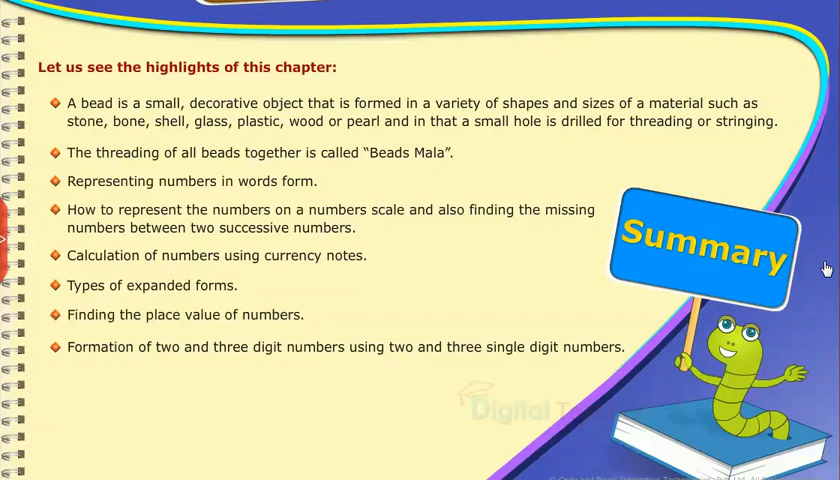 Let us see the highlights of this chapter:
A bead is a small, decorative object that is formed in a variety of shapes and sizes of a material such as
stone, bone, shell, glass, plastic, wood or pearl and in that a small hole is drilled for threading or stringing.
The threading of all beads together is called “Beads Mala”.
Representing numbers in words form.
How to represent the numbers on a numbers scale and also finding the missing
numbers between two successive numbers.
Summary
Calculation of numbers using currency notes.
Types of expanded forms.
Finding the place value of numbers.
Formation of two and three digit numbers using two and three single digit numbers.
Digital